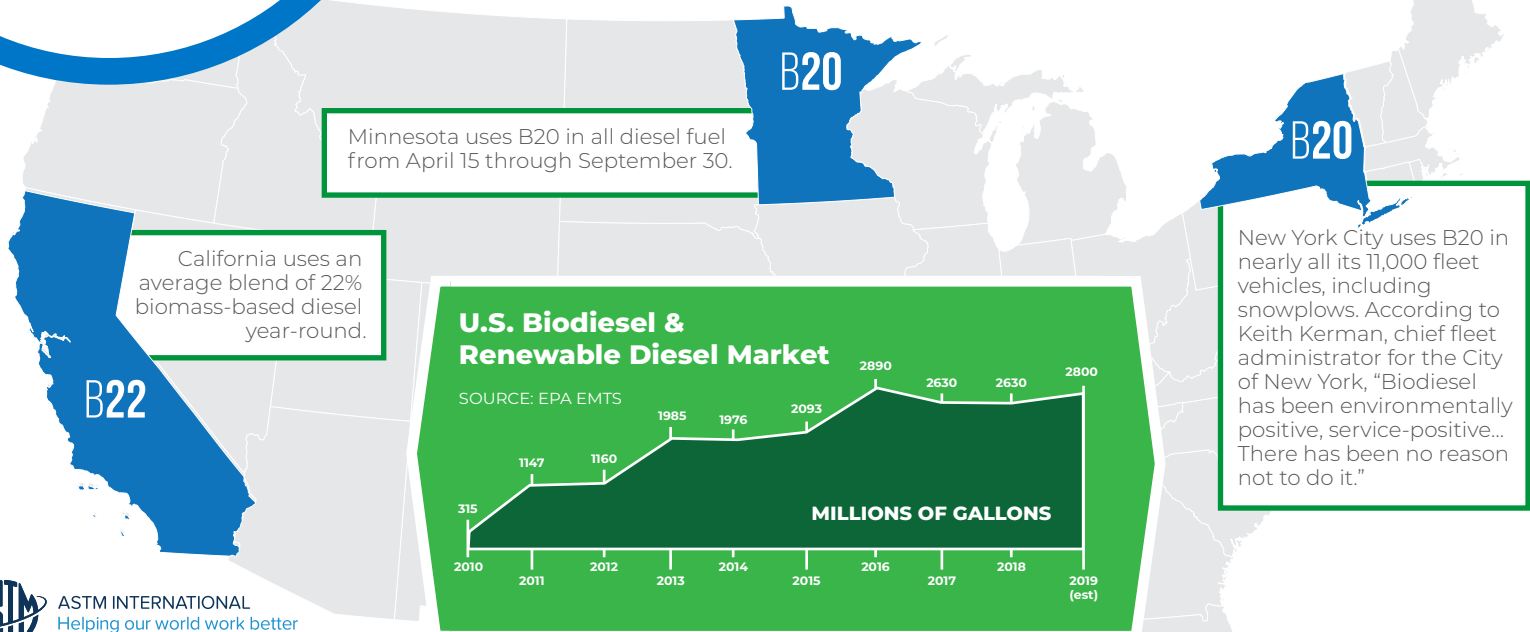 B20
Minnesota uses B20 in all diesel fuel
from April 15 through September 30.
B20
New York City uses B20 in
nearly all its 11,000 fleet
vehicles, including
snowplows. According to
Keith Kerman, chief fleet
administrator for the City
of New York, “Biodiesel
has been environmentally
positive, service-positive...
There has been no reason
not to do it.”
California uses an
average blend of 22%
biomass-based diesel
year-round.
B22
U.S. Biodiesel &
Renewable Diesel Market
SOURCE: EPA EMTS
315
1147
1160
1985
1976
2093
2890
2630
2630
2800
MILLIONS OF GALLONS
2010
2011
2012
2013
2014
2015
2016
2017
2018
2019
(est)
ASTM INTERNATIONAL
Helping our world work better